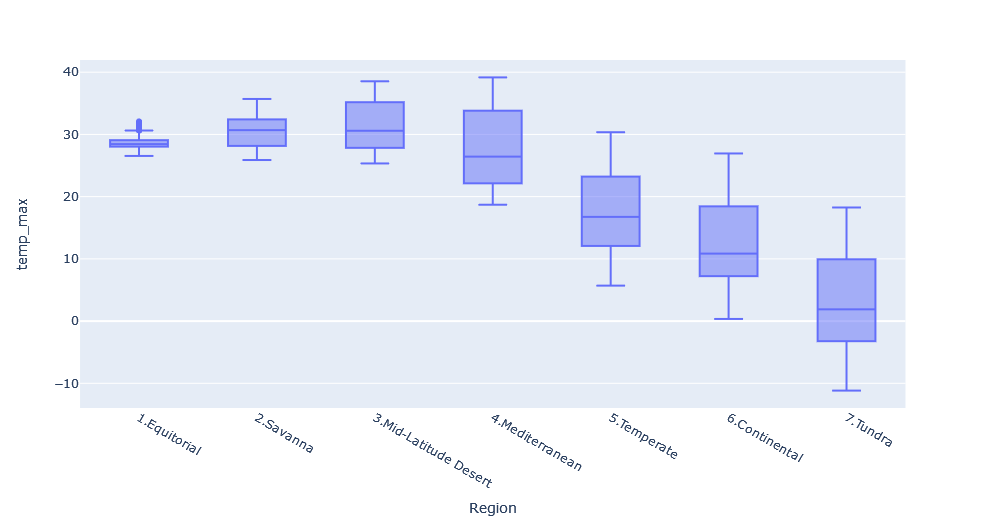 40
30
20
10
0
−10
temp_max
1.Equitorial
2.Savanna
3.Mid-Latitude Desert
4.Mediterranean
5.Temperate
6.Continental
7.Tundra
Region